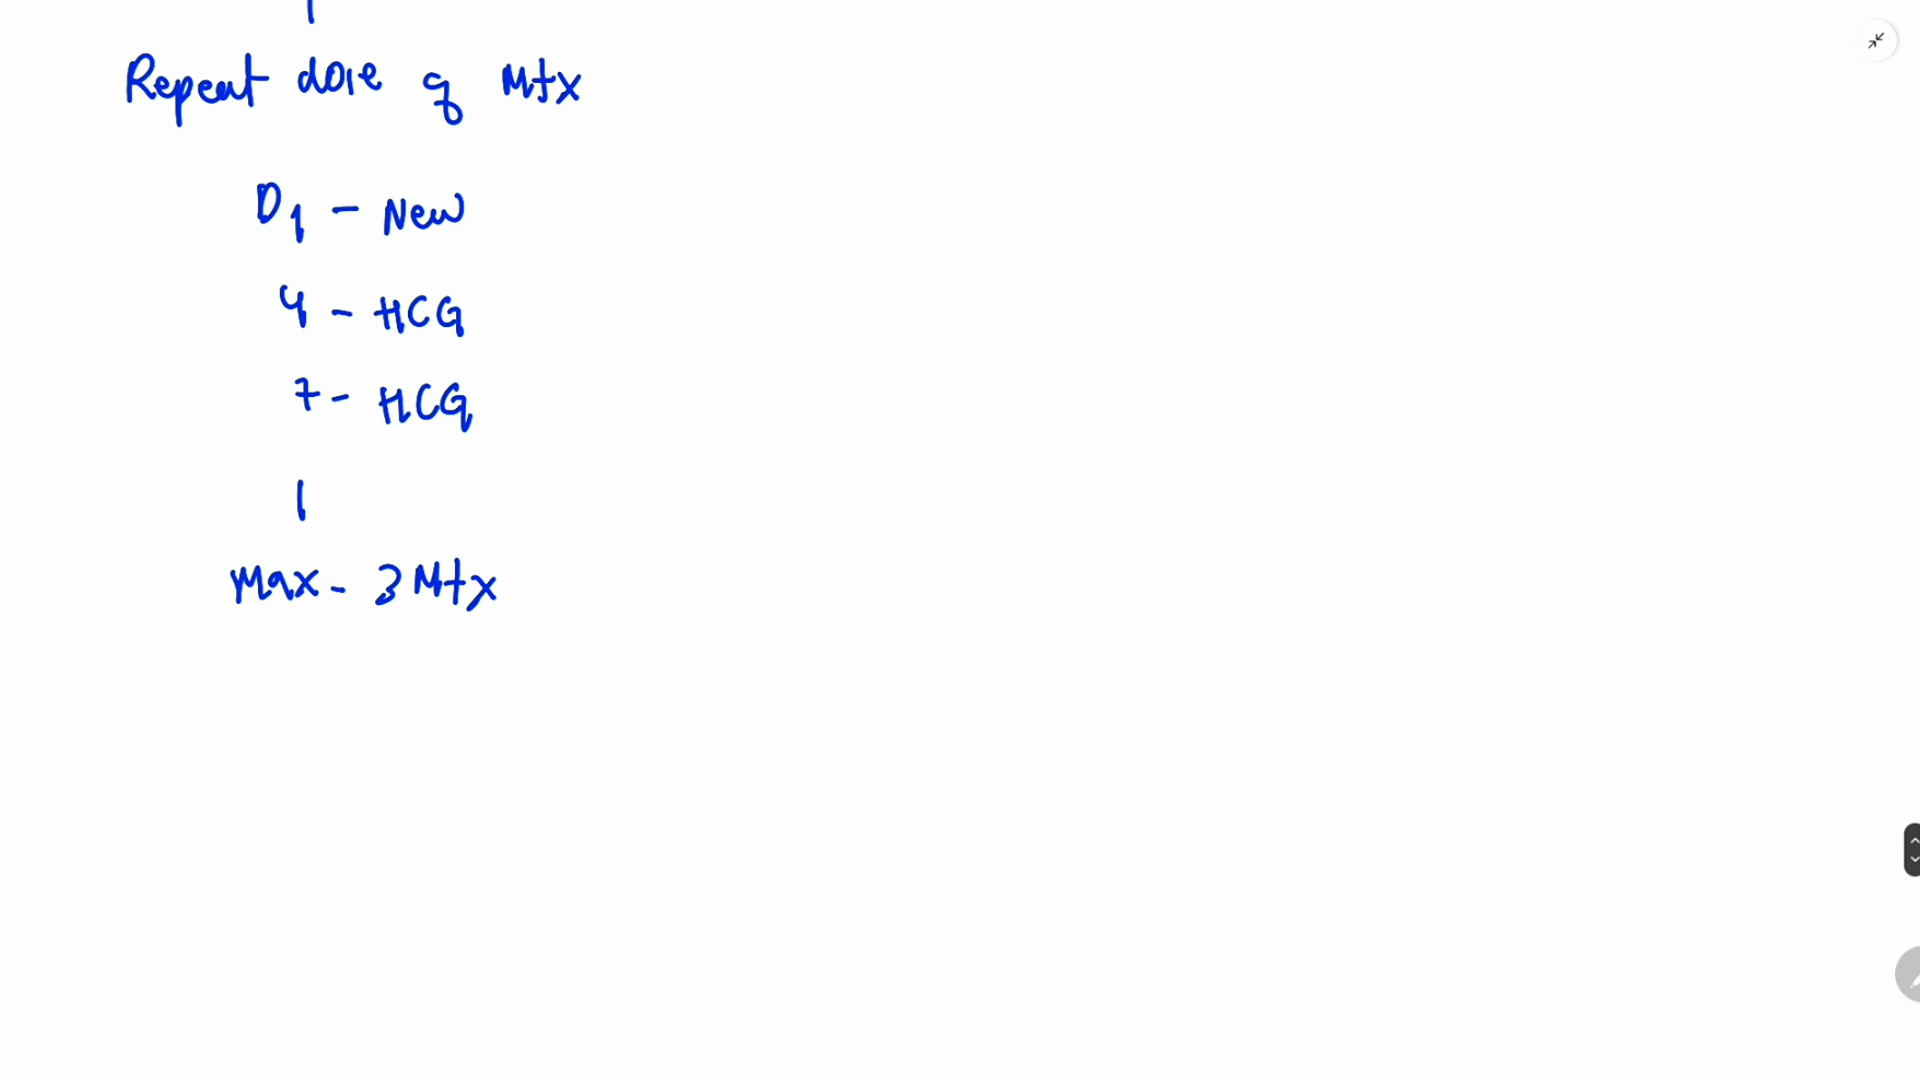 Repeat dose of Mtx
D1 - New
4 - HCG
7 - HCG
Max - 3 Mtx